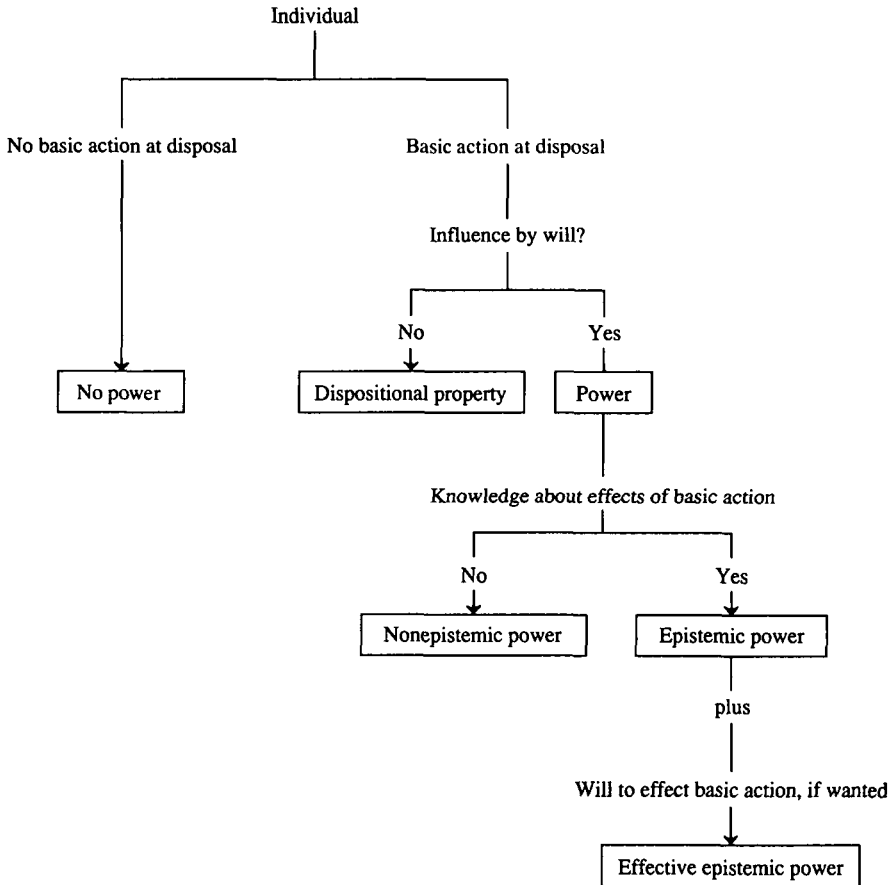 Individual
No basic action at disposal
Basic action at disposal
Influence by will?
No
Yes
No power
Dispositional property
Power
Knowledge about effects of basic action
No
Yes
Nonepistemic power
Epistemic power
plus
Will to effect basic action, if wanted
Effective epistemic power